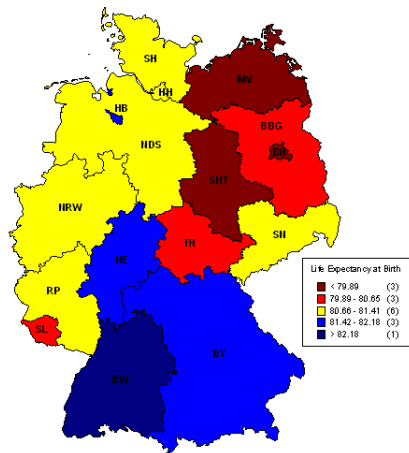 SH
HH
MV
HB
BBG
BN
NDS
SHT
NRW
SN
TH
HE
RP
SL
BY
BW
Life Expectancy at Birth
< 79.89 (3)
79.89 - 80.65 (3)
80.66 - 81.41 (6)
81.42 - 82.18 (3)
> 82.18 (1)